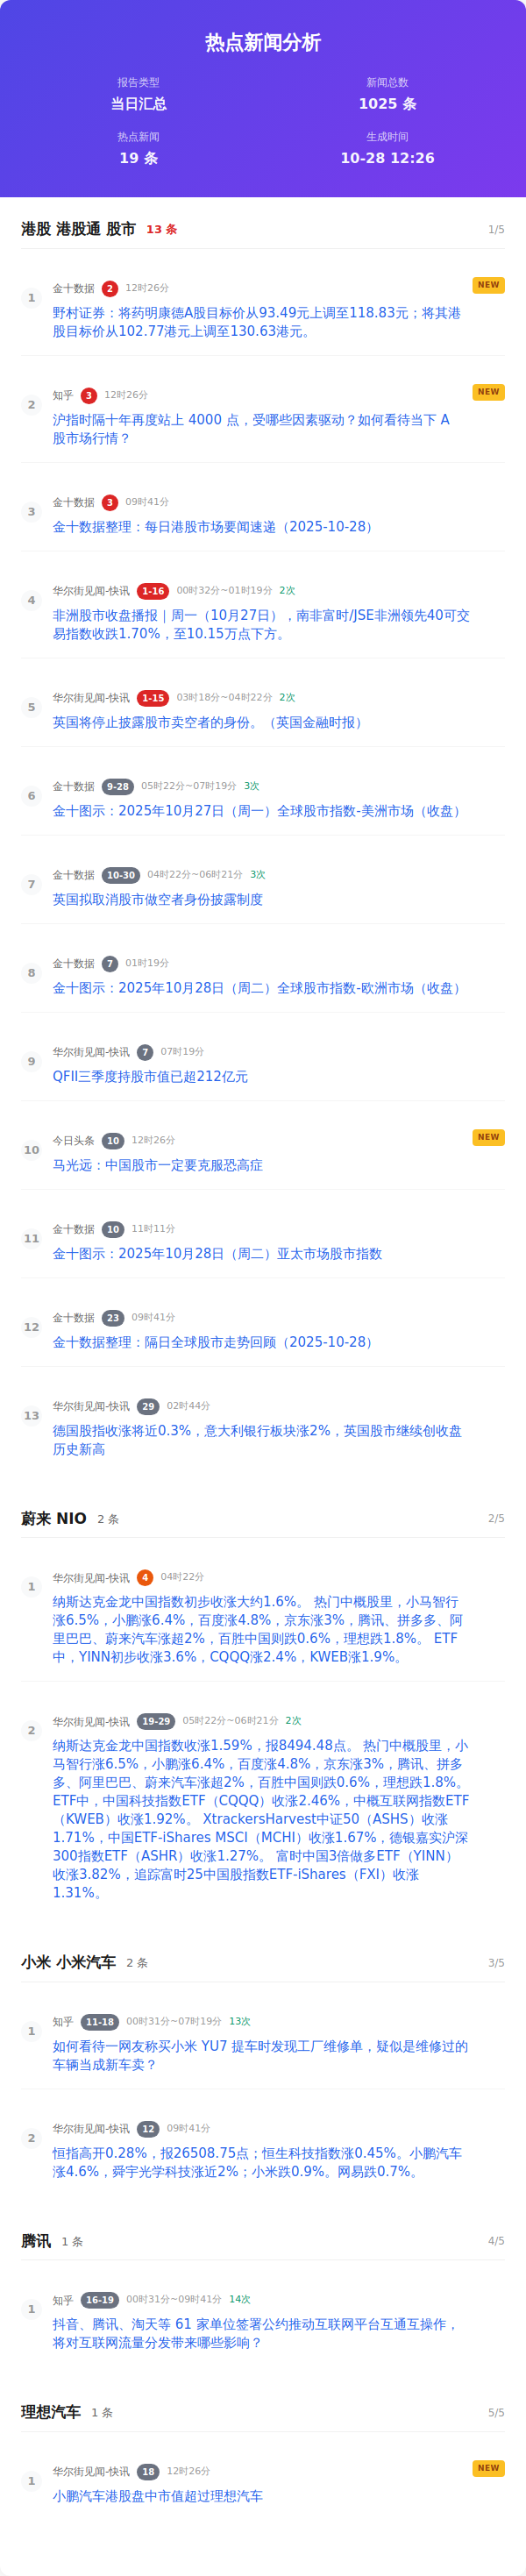 热点新闻分析
报告类型
当日汇总
新闻总数
1025 条
热点新闻
19 条
生成时间
10-28 12:26
港股 港股通 股市 13 条 1/5
1 金十数据 2 12时26分 NEW
野村证券：将药明康德A股目标价从93.49元上调至118.83元；将其港
股目标价从102.77港元上调至130.63港元。
2 知乎 3 12时26分 NEW
沪指时隔十年再度站上 4000 点，受哪些因素驱动？如何看待当下 A
股市场行情？
3 金十数据 3 09时41分
金十数据整理：每日港股市场要闻速递（2025-10-28）
4 华尔街见闻-快讯 1-16 00时32分~01时19分 2次
非洲股市收盘播报｜周一（10月27日），南非富时/JSE非洲领先40可交
易指数收跌1.70%，至10.15万点下方。
5 华尔街见闻-快讯 1-15 03时18分~04时22分 2次
英国将停止披露股市卖空者的身份。（英国金融时报）
6 金十数据 9-28 05时22分~07时19分 3次
金十图示：2025年10月27日（周一）全球股市指数-美洲市场（收盘）
7 金十数据 10-30 04时22分~06时21分 3次
英国拟取消股市做空者身份披露制度
8 金十数据 7 01时19分
金十图示：2025年10月28日（周二）全球股市指数-欧洲市场（收盘）
9 华尔街见闻-快讯 7 07时19分
QFII三季度持股市值已超212亿元
10 今日头条 10 12时26分 NEW
马光远：中国股市一定要克服恐高症
11 金十数据 10 11时11分
金十图示：2025年10月28日（周二）亚太市场股市指数
12 金十数据 23 09时41分
金十数据整理：隔日全球股市走势回顾（2025-10-28）
13 华尔街见闻-快讯 29 02时44分
德国股指收涨将近0.3%，意大利银行板块涨2%，英国股市继续创收盘
历史新高
蔚来 NIO 2 条 2/5
1 华尔街见闻-快讯 4 04时22分
纳斯达克金龙中国指数初步收涨大约1.6%。 热门中概股里，小马智行
涨6.5%，小鹏涨6.4%，百度涨4.8%，京东涨3%，腾讯、拼多多、阿
里巴巴、蔚来汽车涨超2%，百胜中国则跌0.6%，理想跌1.8%。 ETF
中，YINN初步收涨3.6%，CQQQ涨2.4%，KWEB涨1.9%。
2 华尔街见闻-快讯 19-29 05时22分~06时21分 2次
纳斯达克金龙中国指数收涨1.59%，报8494.48点。 热门中概股里，小
马智行涨6.5%，小鹏涨6.4%，百度涨4.8%，京东涨3%，腾讯、拼多
多、阿里巴巴、蔚来汽车涨超2%，百胜中国则跌0.6%，理想跌1.8%。
ETF中，中国科技指数ETF（CQQQ）收涨2.46%，中概互联网指数ETF
（KWEB）收涨1.92%。 XtrackersHarvest中证50（ASHS）收涨
1.71%，中国ETF-iShares MSCI（MCHI）收涨1.67%，德银嘉实沪深
300指数ETF（ASHR）收涨1.27%。 富时中国3倍做多ETF（YINN）
收涨3.82%，追踪富时25中国股指数ETF-iShares（FXI）收涨
1.31%。
小米 小米汽车 2 条 3/5
1 知乎 11-18 00时31分~07时19分 13次
如何看待一网友称买小米 YU7 提车时发现工厂维修单，疑似是维修过的
车辆当成新车卖？
2 华尔街见闻-快讯 12 09时41分
恒指高开0.28%，报26508.75点；恒生科技指数涨0.45%。小鹏汽车
涨4.6%，舜宇光学科技涨近2%；小米跌0.9%。网易跌0.7%。
腾讯 1 条 4/5
1 知乎 16-19 00时31分~09时41分 14次
抖音、腾讯、淘天等 61 家单位签署公约推动互联网平台互通互操作，
将对互联网流量分发带来哪些影响？
理想汽车 1 条 5/5
1 华尔街见闻-快讯 18 12时26分 NEW
小鹏汽车港股盘中市值超过理想汽车